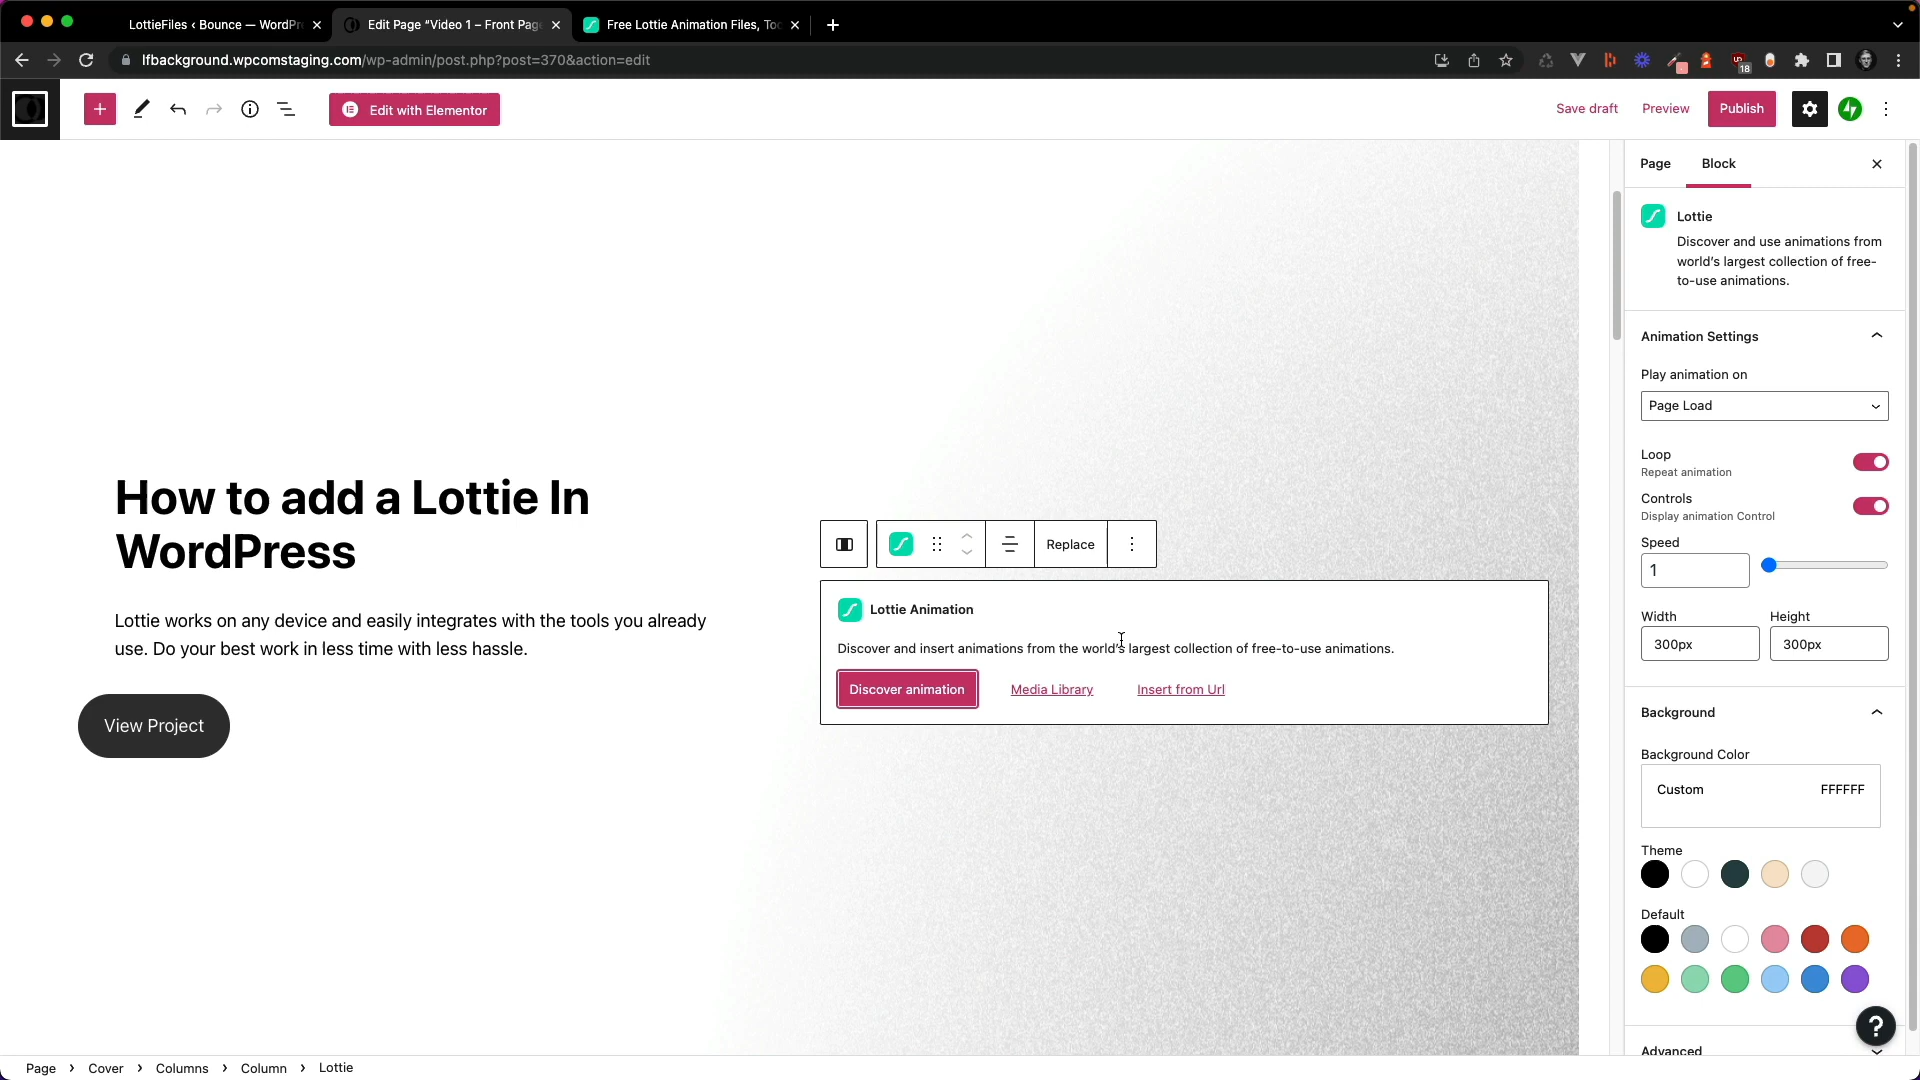 LottieFiles ‹ Bounce — WordPr
Edit Page “Video 1 – Front Page
Free Lottie Animation Files, Too
lfbackground.wpcomstaging.com/wp-admin/post.php?post=370&action=edit
18
Edit with Elementor
Save draft
Preview
Publish
Page
Block
Lottie
Discover and use animations from
world’s largest collection of free-
to-use animations.
Animation Settings
Play animation on
Page Load
Loop
Repeat animation
Controls
Display animation Control
Speed
1
Width
Height
300px
300px
Background
Background Color
Custom
FFFFFF
Theme
Default
Advanced
How to add a Lottie In
WordPress
Lottie works on any device and easily integrates with the tools you already
use. Do your best work in less time with less hassle.
View Project
Replace
Lottie Animation
Discover and insert animations from the world’s largest collection of free-to-use animations.
Discover animation
Media Library
Insert from Url
?
Page › Cover › Columns › Column › Lottie